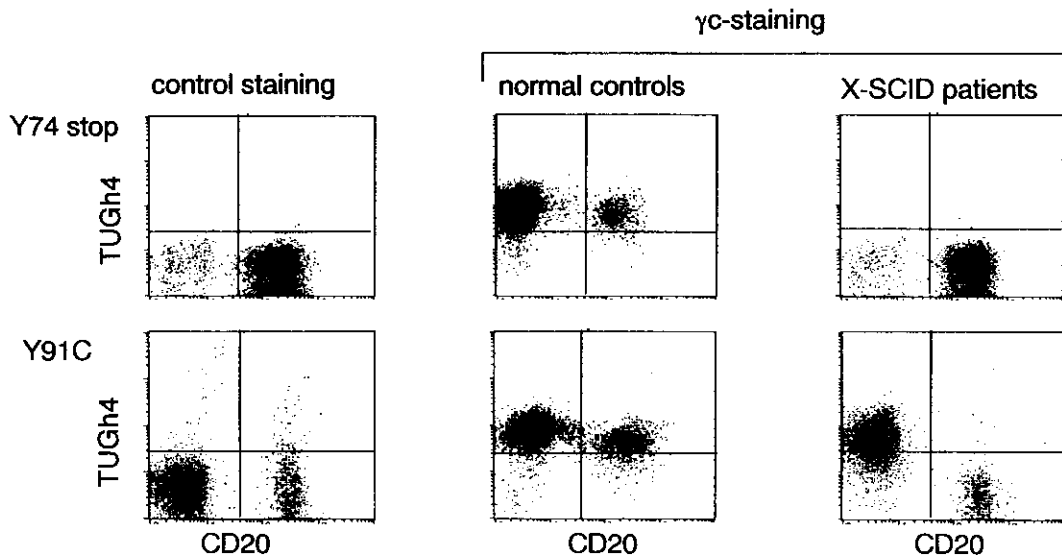 γc-staining
control staining
normal controls
X-SCID patients
Y74 stop
TUGh4
Y91C
TUGh4
CD20
CD20
CD20